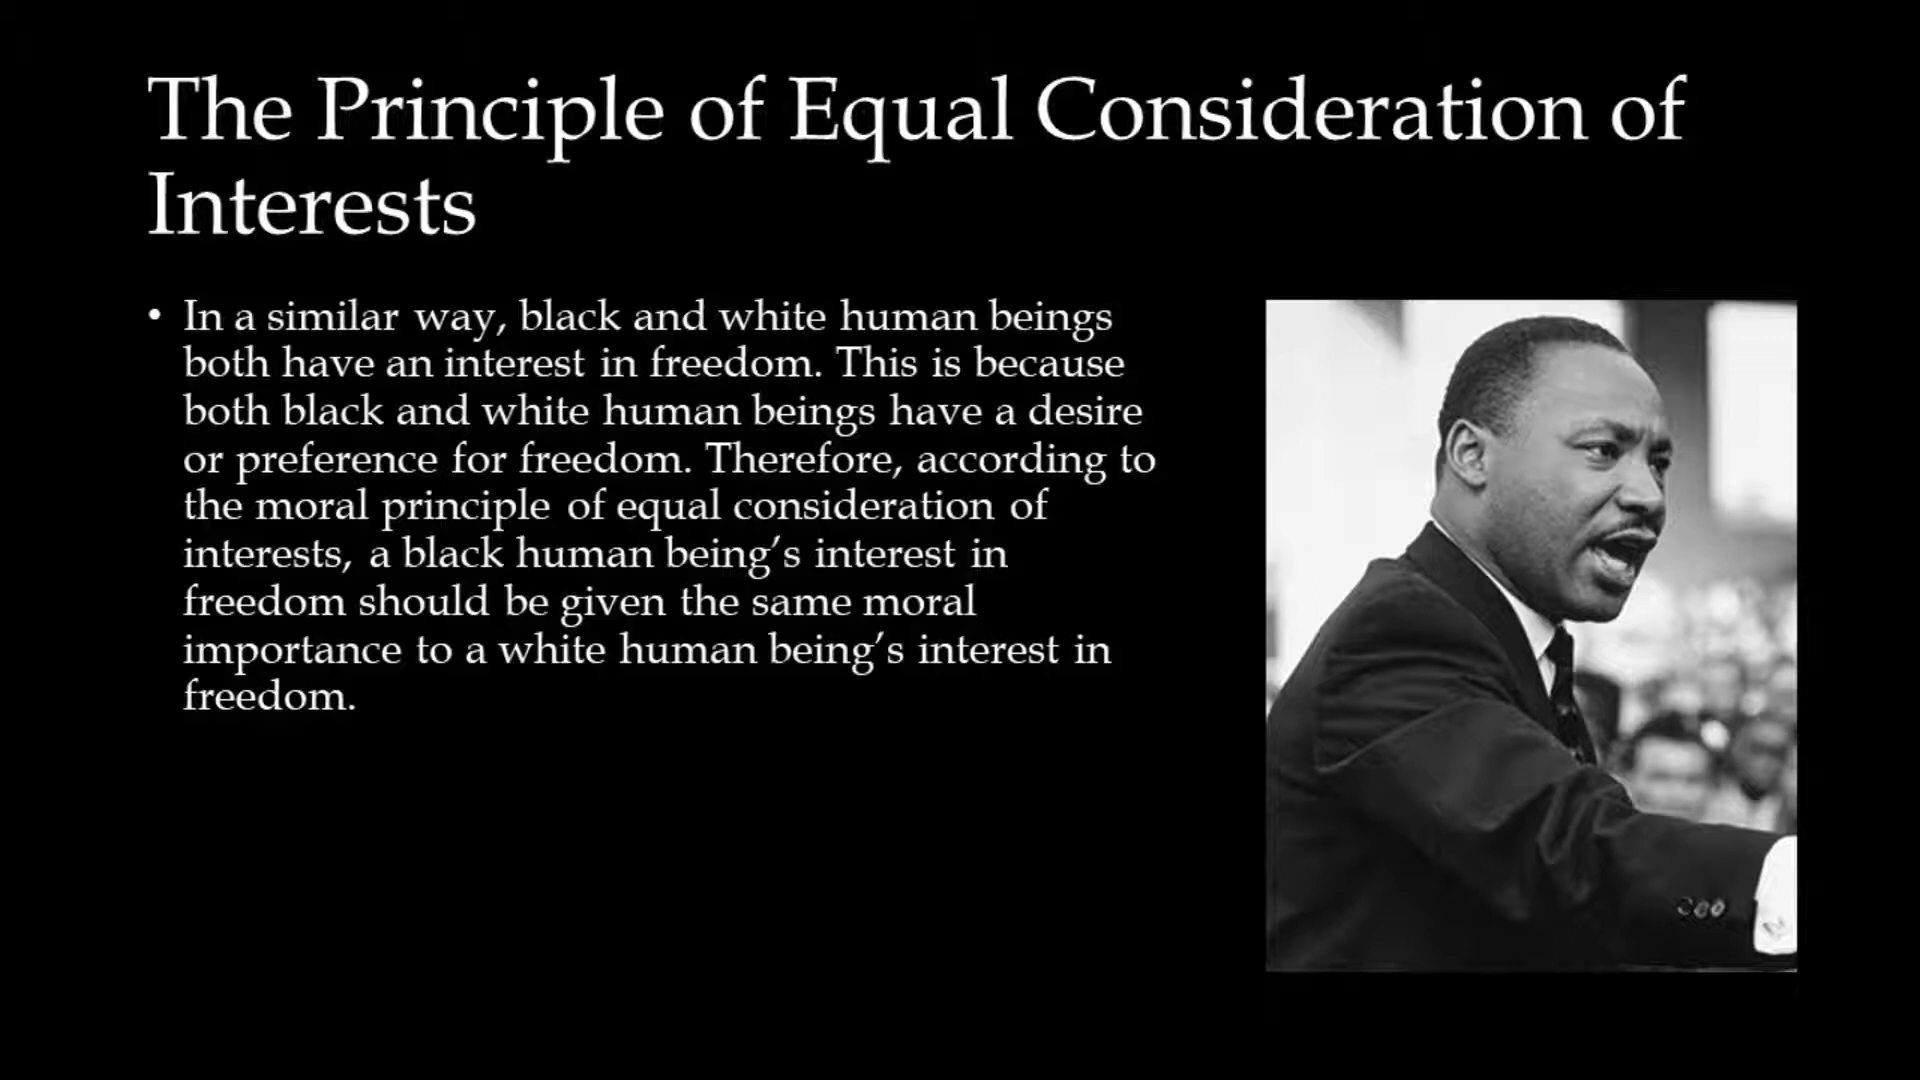 The Principle of Equal Consideration of
Interests
• In a similar way, black and white human beings
both have an interest in freedom. This is because
both black and white human beings have a desire
or preference for freedom. Therefore, according to
the moral principle of equal consideration of
interests, a black human being’s interest in
freedom should be given the same moral
importance to a white human being’s interest in
freedom.